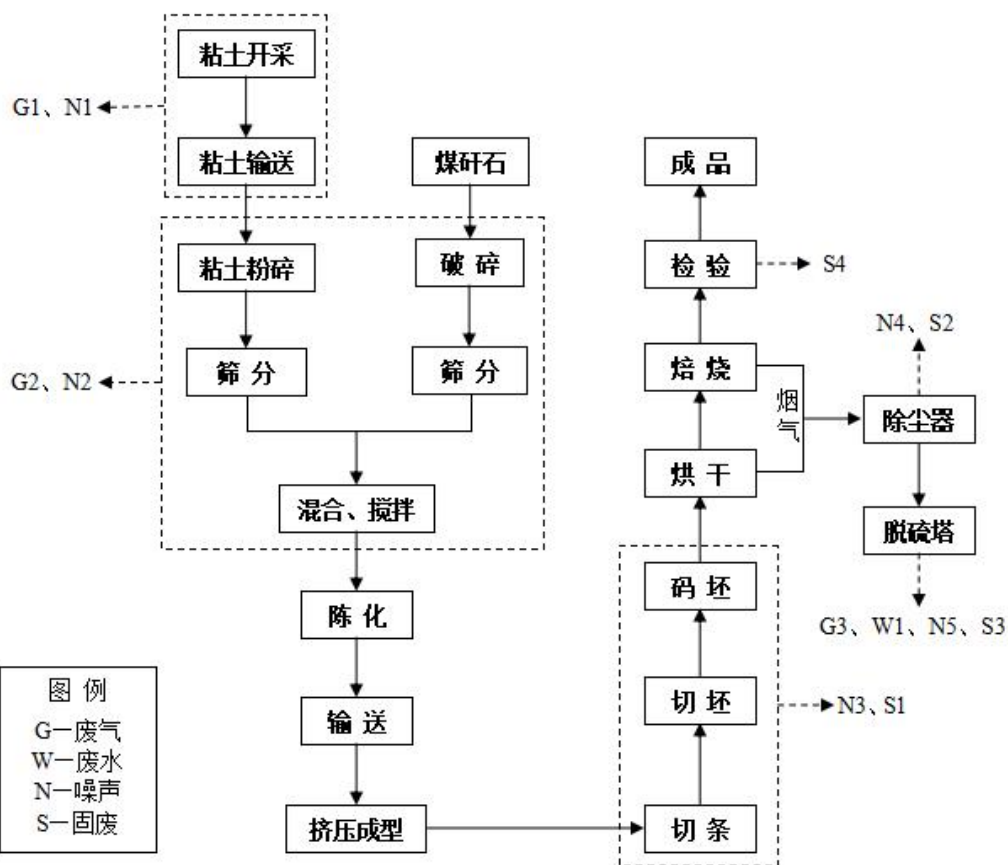 粘土开采
G1、N1
粘土输送
煤矸石
成 品
粘土粉碎
破 碎
检 验
S4
N4、S2
筛 分
筛 分
G2、N2
焙 烧
烟气
除尘器
烘 干
混合、搅拌
脱硫塔
陈 化
码 坯
G3、W1、N5、S3
图 例
G—废气
W—废水
N—噪声
S—固废
输 送
切 坯
N3、S1
挤压成型
切 条